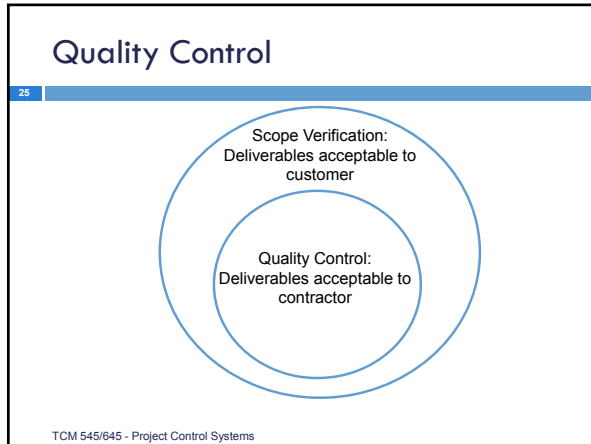 Quality Control
25
Scope Verification:
Deliverables acceptable to
customer
Quality Control:
Deliverables acceptable to
contractor
TCM 545/645 - Project Control Systems